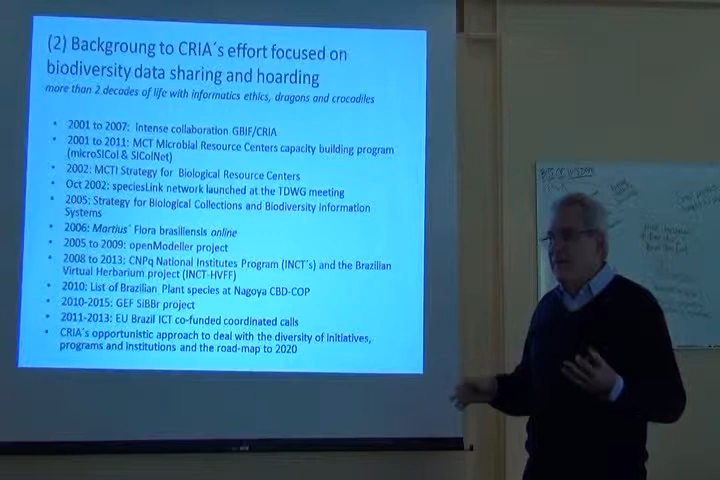 (2) Backgroung to CRIA´s effort focused on
biodiversity data sharing and hoarding
more than 2 decades of life with informatics ethics, dragons and crocodiles
• 2001 to 2007: Intense collaboration GBIF/CRIA
• 2001 to 2011: MCT Microbial Resource Centers capacity building program
(microSICol & SIColNet)
• 2002: MCTI Strategy for Biological Resource Centers
• Oct 2002: speciesLink network launched at the TDWG meeting
• 2005: Strategy for Biological Collections and Biodiversity Information
Systems
• 2006: Martius´ Flora brasiliensis online
• 2005 to 2009: openModeller project
• 2008 to 2013: CNPq National Institutes Program (INCT's) and the Brazilian
Virtual Herbarium project (INCT-HVFF)
• 2010: List of Brazilian Plant species at Nagoya CBD-COP
• 2010-2015: GEF SiBBr project
• 2011-2013: EU Brazil ICT co-funded coordinated calls
• CRIA´s opportunistic approach to deal with the diversity of initiatives,
programs and institutions and the road-map to 2020
BITS OF WISDOM